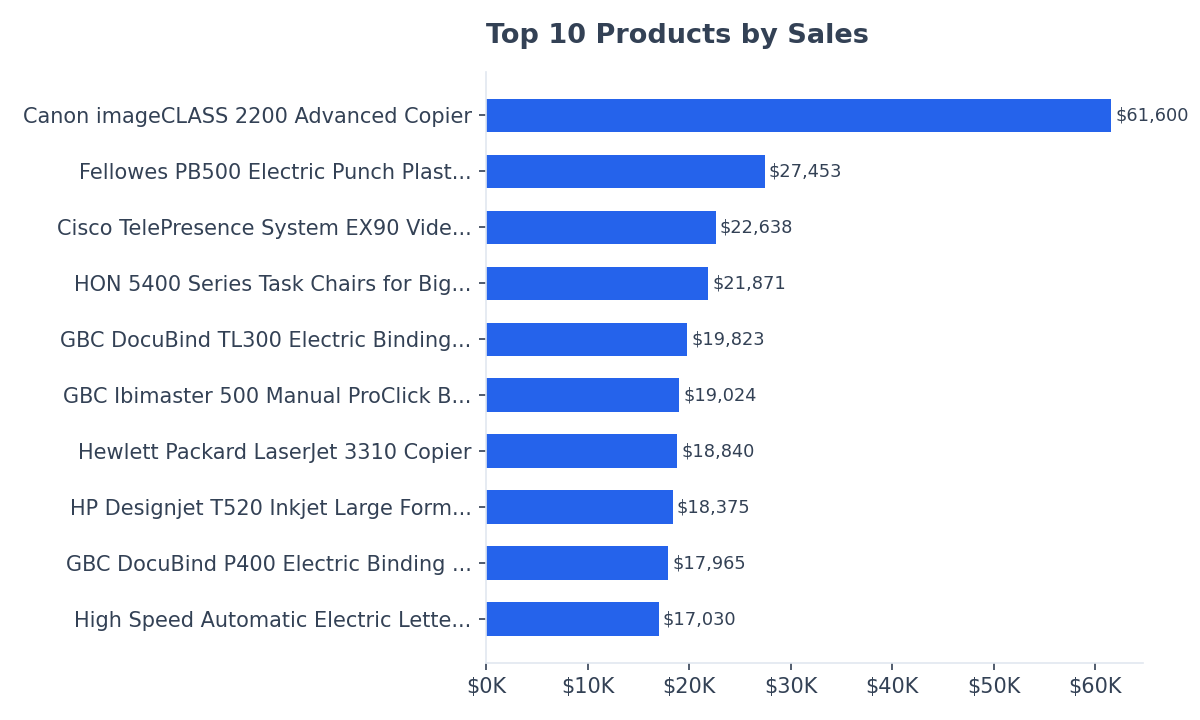 Top 10 Products by Sales
Canon imageCLASS 2200 Advanced Copier $61,600
Fellowes PB500 Electric Punch Plast... $27,453
Cisco TelePresence System EX90 Vide... $22,638
HON 5400 Series Task Chairs for Big... $21,871
GBC DocuBind TL300 Electric Binding... $19,823
GBC Ibimaster 500 Manual ProClick B... $19,024
Hewlett Packard LaserJet 3310 Copier $18,840
HP Designjet T520 Inkjet Large Form... $18,375
GBC DocuBind P400 Electric Binding ... $17,965
High Speed Automatic Electric Lette... $17,030
$0K $10K $20K $30K $40K $50K $60K